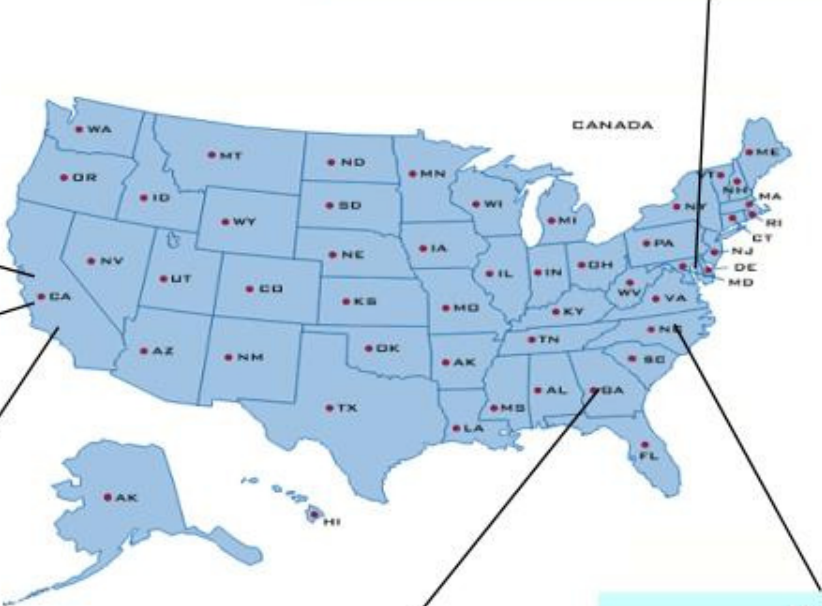 CANADA
WA
MT
ND
MN
OR
ID
WY
SD
WI
MI
ME
VT
NH
MA
NY
RI
CT
NV
UT
CO
NE
IA
IL
IN
OH
PA
NJ
DE
MD
CA
KS
MO
WV
VA
KY
AZ
NM
OK
AK
TN
NC
SC
TX
LA
MS
AL
GA
FL
AK
HI